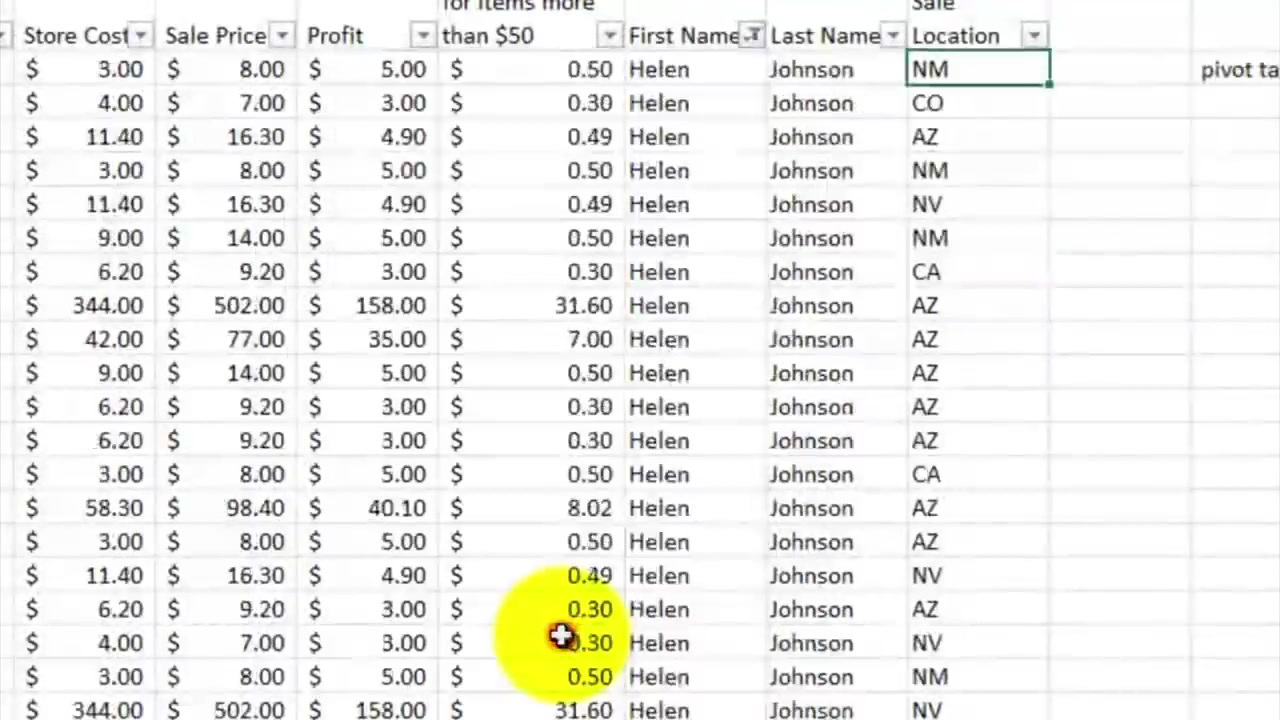 for items more Sale
Store Cost Sale Price Profit than $50 First Name Last Name Location
$ 3.00 $ 8.00 $ 5.00 $ 0.50 Helen Johnson NM pivot ta
$ 4.00 $ 7.00 $ 3.00 $ 0.30 Helen Johnson CO
$ 11.40 $ 16.30 $ 4.90 $ 0.49 Helen Johnson AZ
$ 3.00 $ 8.00 $ 5.00 $ 0.50 Helen Johnson NM
$ 11.40 $ 16.30 $ 4.90 $ 0.49 Helen Johnson NV
$ 9.00 $ 14.00 $ 5.00 $ 0.50 Helen Johnson NM
$ 6.20 $ 9.20 $ 3.00 $ 0.30 Helen Johnson CA
$ 344.00 $ 502.00 $ 158.00 $ 31.60 Helen Johnson AZ
$ 42.00 $ 77.00 $ 35.00 $ 7.00 Helen Johnson AZ
$ 9.00 $ 14.00 $ 5.00 $ 0.50 Helen Johnson AZ
$ 6.20 $ 9.20 $ 3.00 $ 0.30 Helen Johnson AZ
$ 6.20 $ 9.20 $ 3.00 $ 0.30 Helen Johnson AZ
$ 3.00 $ 8.00 $ 5.00 $ 0.50 Helen Johnson CA
$ 58.30 $ 98.40 $ 40.10 $ 8.02 Helen Johnson AZ
$ 3.00 $ 8.00 $ 5.00 $ 0.50 Helen Johnson AZ
$ 11.40 $ 16.30 $ 4.90 $ 0.49 Helen Johnson NV
$ 6.20 $ 9.20 $ 3.00 $ 0.30 Helen Johnson AZ
$ 4.00 $ 7.00 $ 3.00 $ 0.30 Helen Johnson NV
$ 3.00 $ 8.00 $ 5.00 $ 0.50 Helen Johnson NM
$ 344.00 $ 502.00 $ 158.00 $ 31.60 Helen Johnson NV